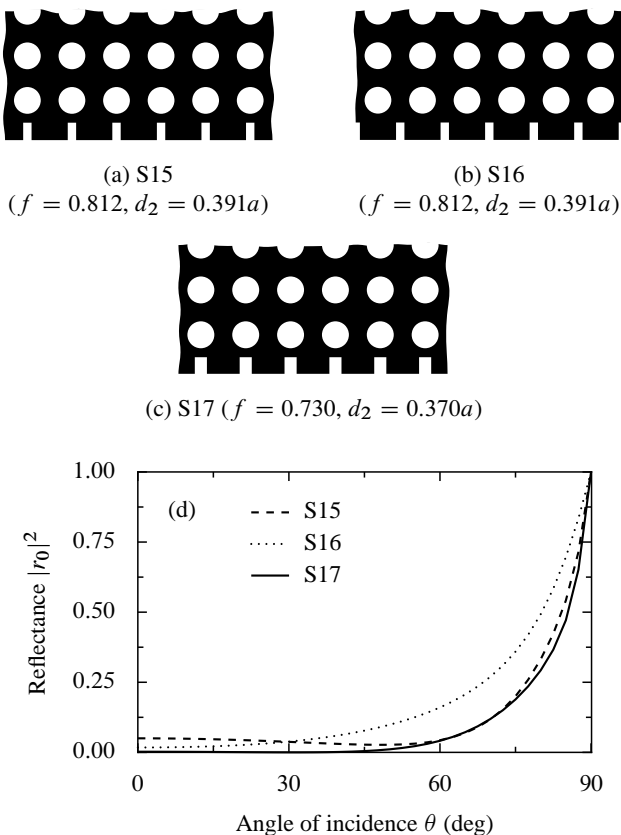 (a) S15
(f = 0.812, d₂ = 0.391a)
(b) S16
(f = 0.812, d₂ = 0.391a)
(c) S17 (f = 0.730, d₂ = 0.370a)
1.00
0.75
0.50
0.25
0.00
Reflectance |r₀|²
(d)
S15
S16
S17
0 30 60 90
Angle of incidence θ (deg)